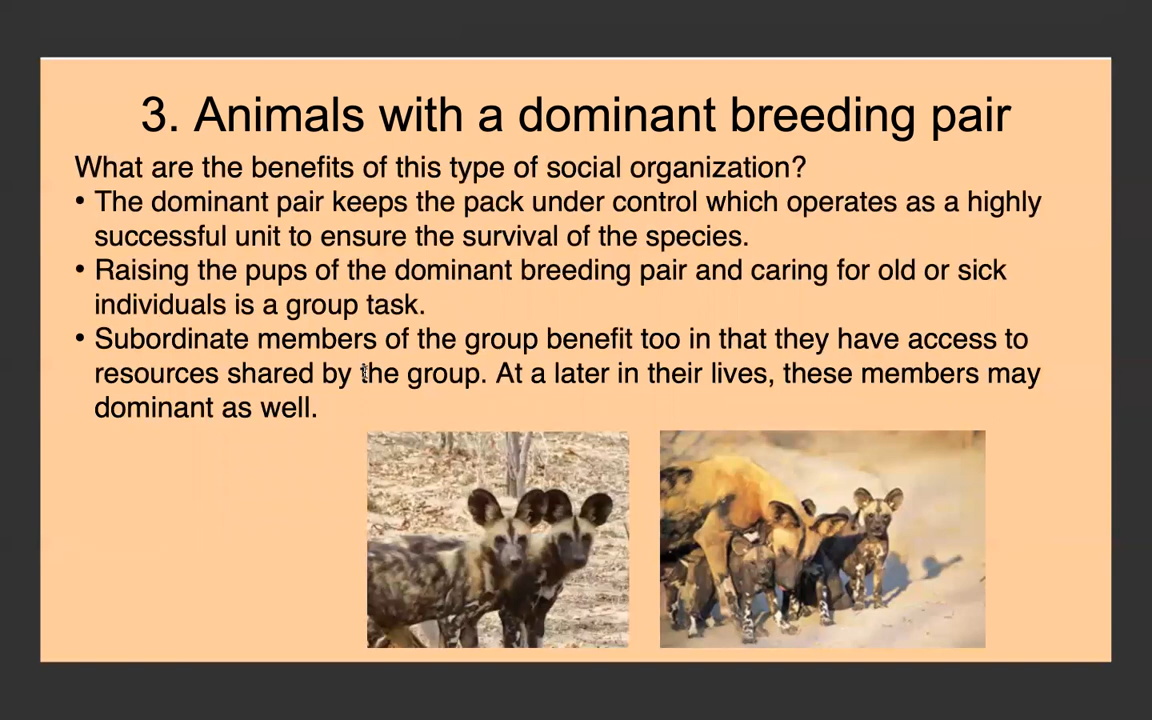 3. Animals with a dominant breeding pair
What are the benefits of this type of social organization?
• The dominant pair keeps the pack under control which operates as a highly
successful unit to ensure the survival of the species.
• Raising the pups of the dominant breeding pair and caring for old or sick
individuals is a group task.
• Subordinate members of the group benefit too in that they have access to
resources shared by the group. At a later in their lives, these members may
dominant as well.